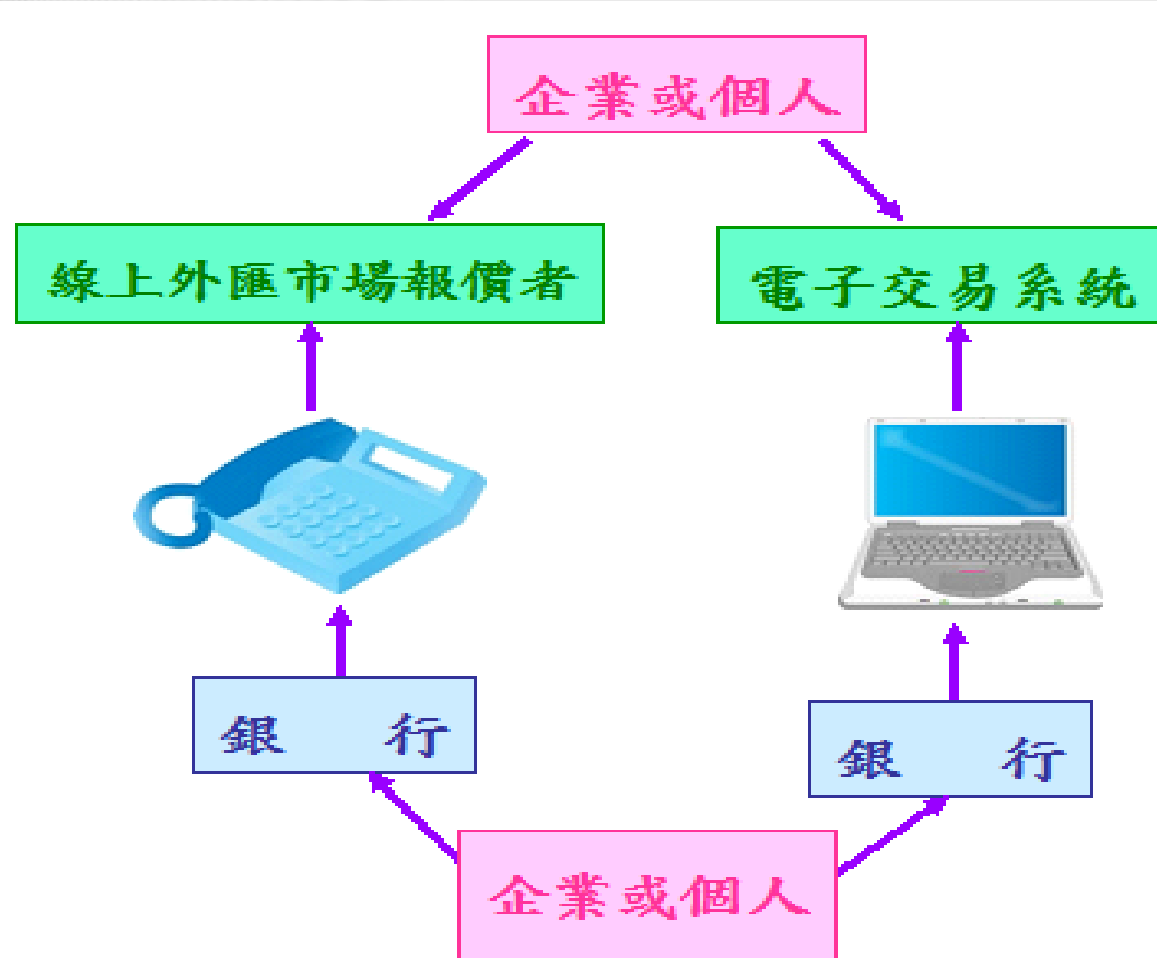 企業或個人
線上外匯市場報價者
電子交易系統
銀 行
銀 行
企業或個人